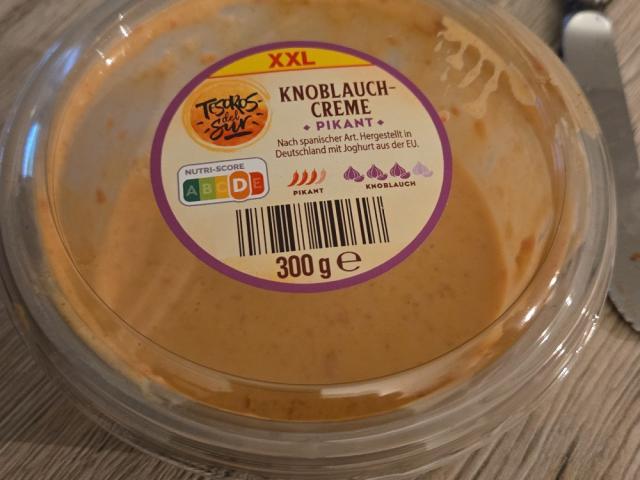 XXL
TESOROS
del
Sur
KNOBLAUCH-
CREME
PIKANT
Nach spanischer Art. Hergestellt in
Deutschland mit Joghurt aus der EU.
NUTRI-SCORE
A B C D E
PIKANT
KNOBLAUCH
300 g ℮